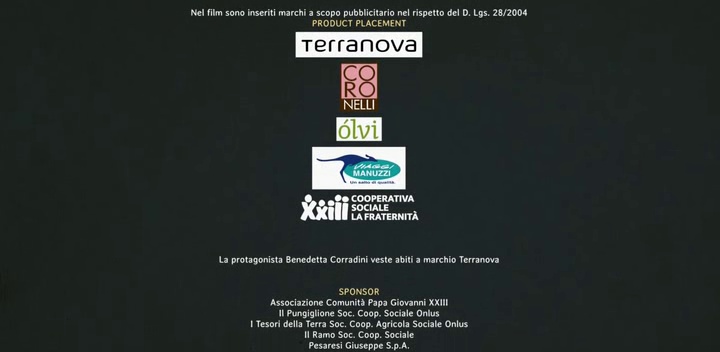 Nel film sono inseriti marchi a scopo pubblicitario nel rispetto del D. Lgs. 28/2004
PRODUCT PLACEMENT
Terranova
CO
RO
NELLI
ólvi
VIAGGI
MANUZZI
Un salto di qualità.
XXIII
COOPERATIVA
SOCIALE
LA FRATERNITÀ
La protagonista Benedetta Corradini veste abiti a marchio Terranova
SPONSOR
Associazione Comunità Papa Giovanni XXIII
Il Pungiglione Soc. Coop. Sociale Onlus
I Tesori della Terra Soc. Coop. Agricola Sociale Onlus
Il Ramo Soc. Coop. Sociale
Pesaresi Giuseppe S.p.A.